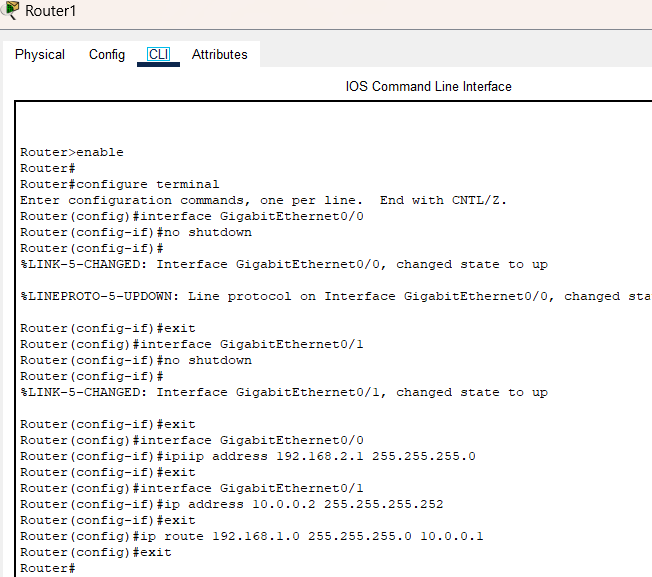 Router1
Physical Config CLI Attributes
IOS Command Line Interface
Router>enable
Router#
Router#configure terminal
Enter configuration commands, one per line.  End with CNTL/Z.
Router(config)#interface GigabitEthernet0/0
Router(config-if)#no shutdown
Router(config-if)#
%LINK-5-CHANGED: Interface GigabitEthernet0/0, changed state to up
%LINEPROTO-5-UPDOWN: Line protocol on Interface GigabitEthernet0/0, changed sta
Router(config-if)#exit
Router(config)#interface GigabitEthernet0/1
Router(config-if)#no shutdown
Router(config-if)#
%LINK-5-CHANGED: Interface GigabitEthernet0/1, changed state to up
Router(config-if)#exit
Router(config)#interface GigabitEthernet0/0
Router(config-if)#ipiip address 192.168.2.1 255.255.255.0
Router(config-if)#exit
Router(config)#interface GigabitEthernet0/1
Router(config-if)#ip address 10.0.0.2 255.255.255.252
Router(config-if)#exit
Router(config)#ip route 192.168.1.0 255.255.255.0 10.0.0.1
Router(config)#exit
Router#